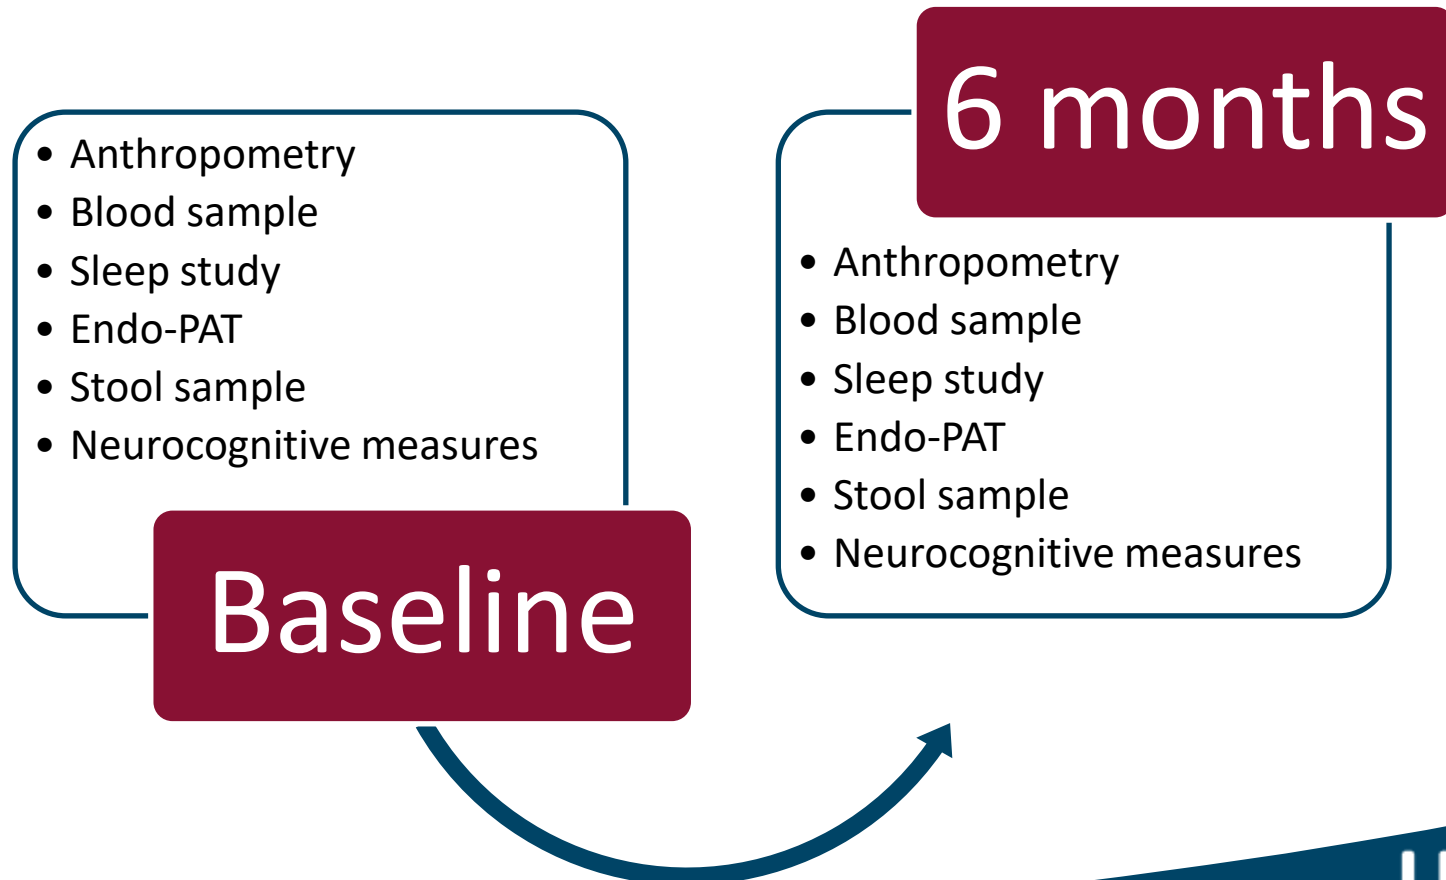 • Anthropometry
• Blood sample
• Sleep study
• Endo-PAT
• Stool sample
• Neurocognitive measures
Baseline
6 months
• Anthropometry
• Blood sample
• Sleep study
• Endo-PAT
• Stool sample
• Neurocognitive measures